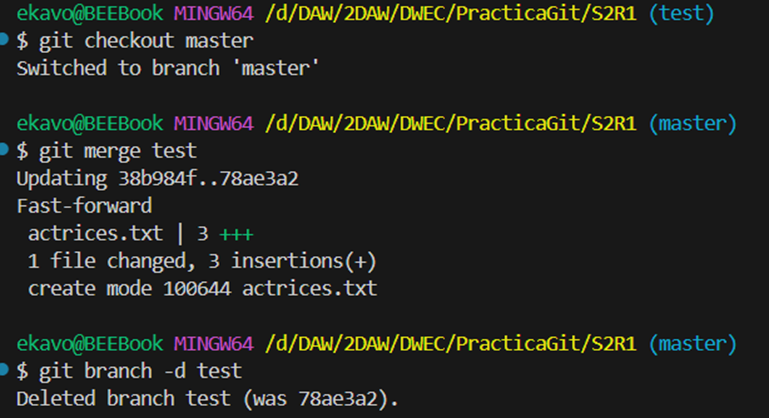 ekavo@BEEBook MINGW64 /d/DAW/2DAW/DWEC/PracticaGit/S2R1 (test)
$ git checkout master
Switched to branch 'master'
ekavo@BEEBook MINGW64 /d/DAW/2DAW/DWEC/PracticaGit/S2R1 (master)
$ git merge test
Updating 38b984f..78ae3a2
Fast-forward
 actrices.txt | 3 +++
 1 file changed, 3 insertions(+)
 create mode 100644 actrices.txt
ekavo@BEEBook MINGW64 /d/DAW/2DAW/DWEC/PracticaGit/S2R1 (master)
$ git branch -d test
Deleted branch test (was 78ae3a2).